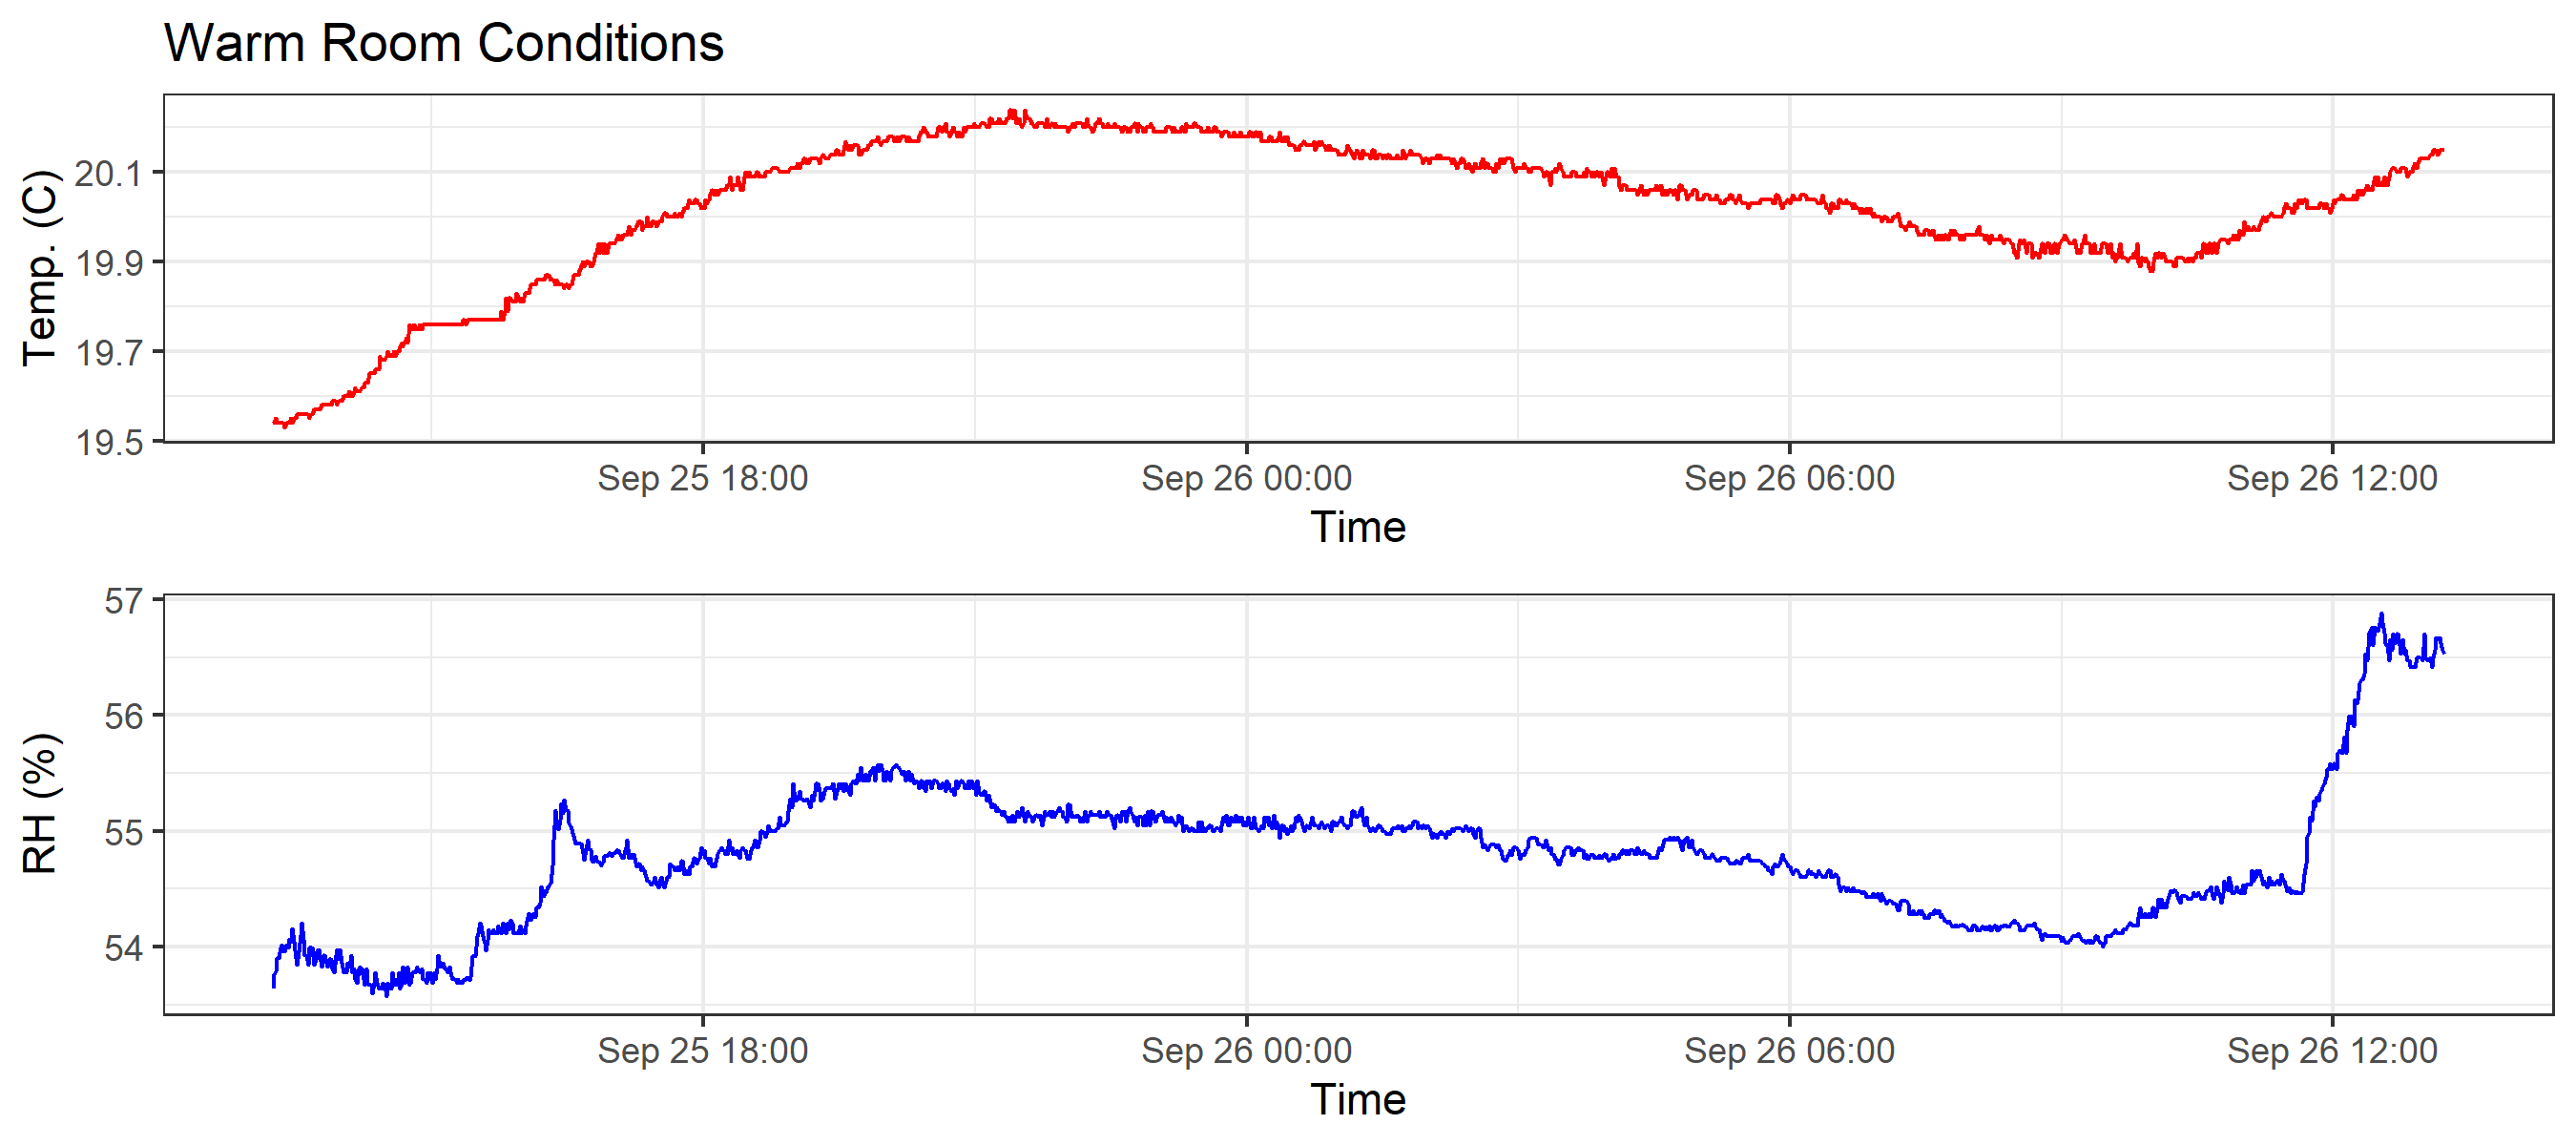 Warm Room Conditions
Temp. (C)
20.1
19.9
19.7
19.5
Sep 25 18:00 Sep 26 00:00 Sep 26 06:00 Sep 26 12:00
Time
RH (%)
57
56
55
54
Sep 25 18:00 Sep 26 00:00 Sep 26 06:00 Sep 26 12:00
Time